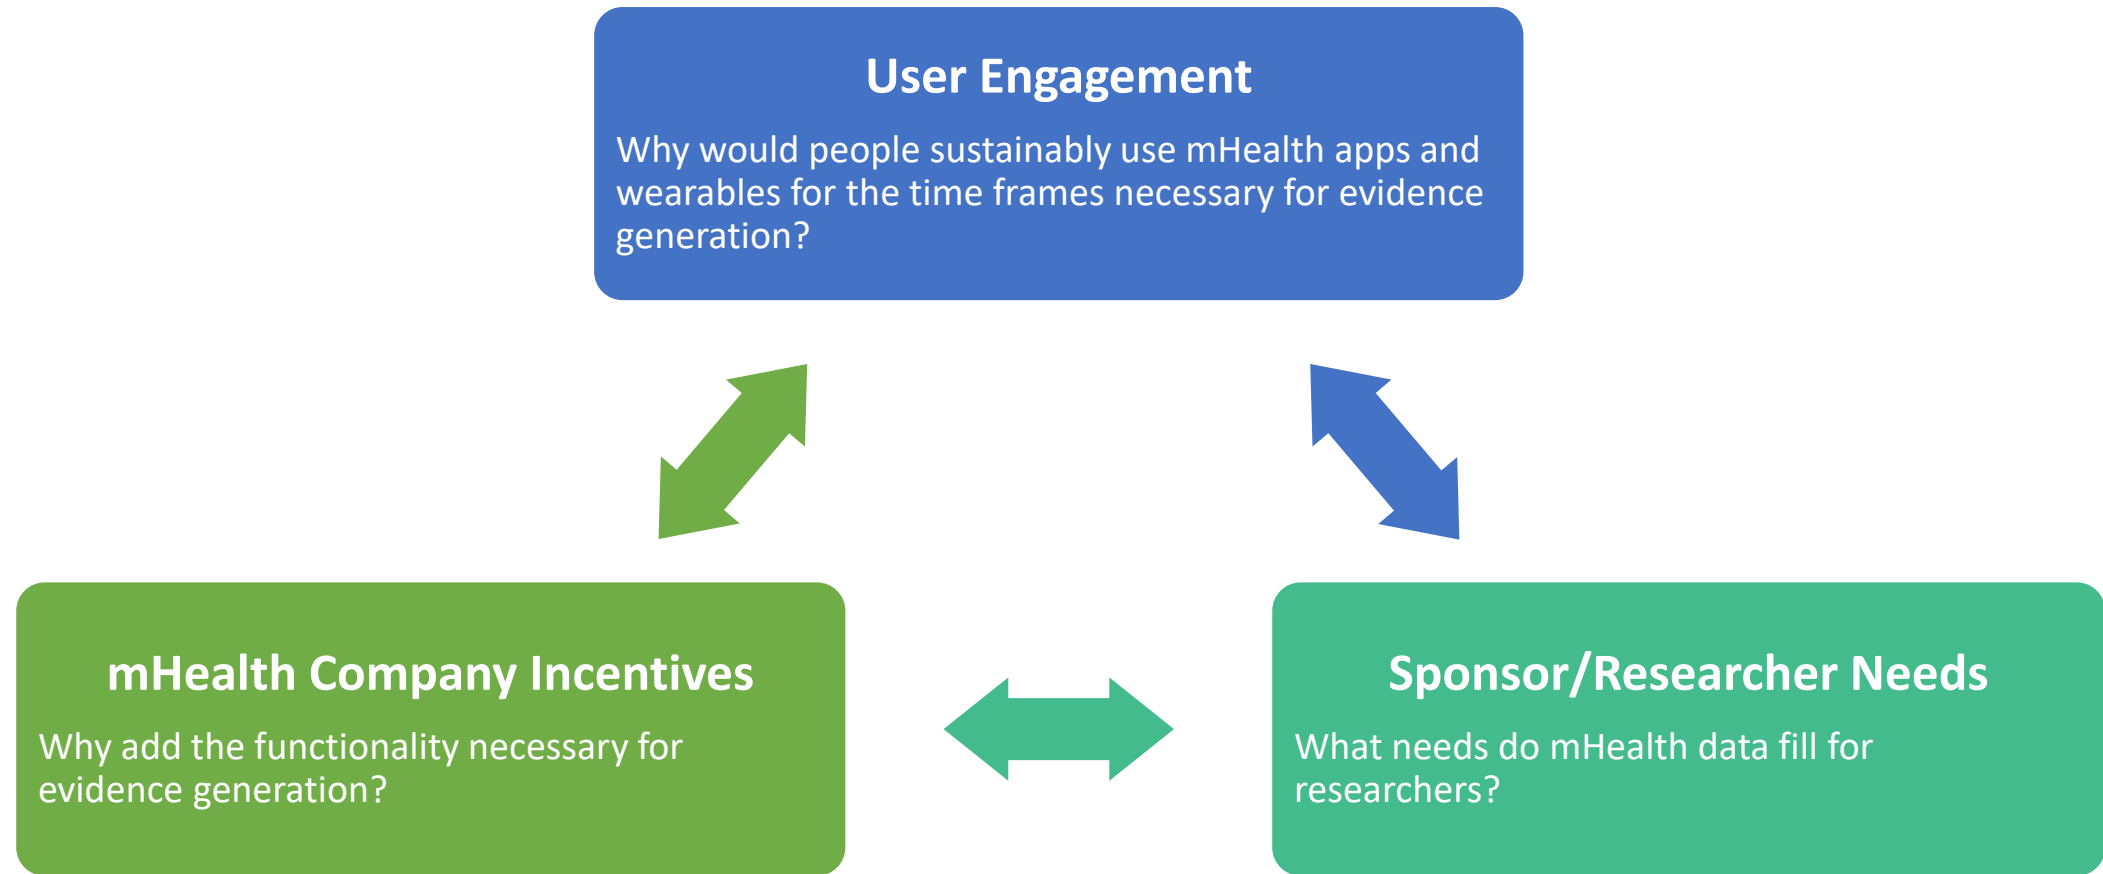 User Engagement
Why would people sustainably use mHealth apps and
wearables for the time frames necessary for evidence
generation?
mHealth Company Incentives
Why add the functionality necessary for
evidence generation?
Sponsor/Researcher Needs
What needs do mHealth data fill for
researchers?